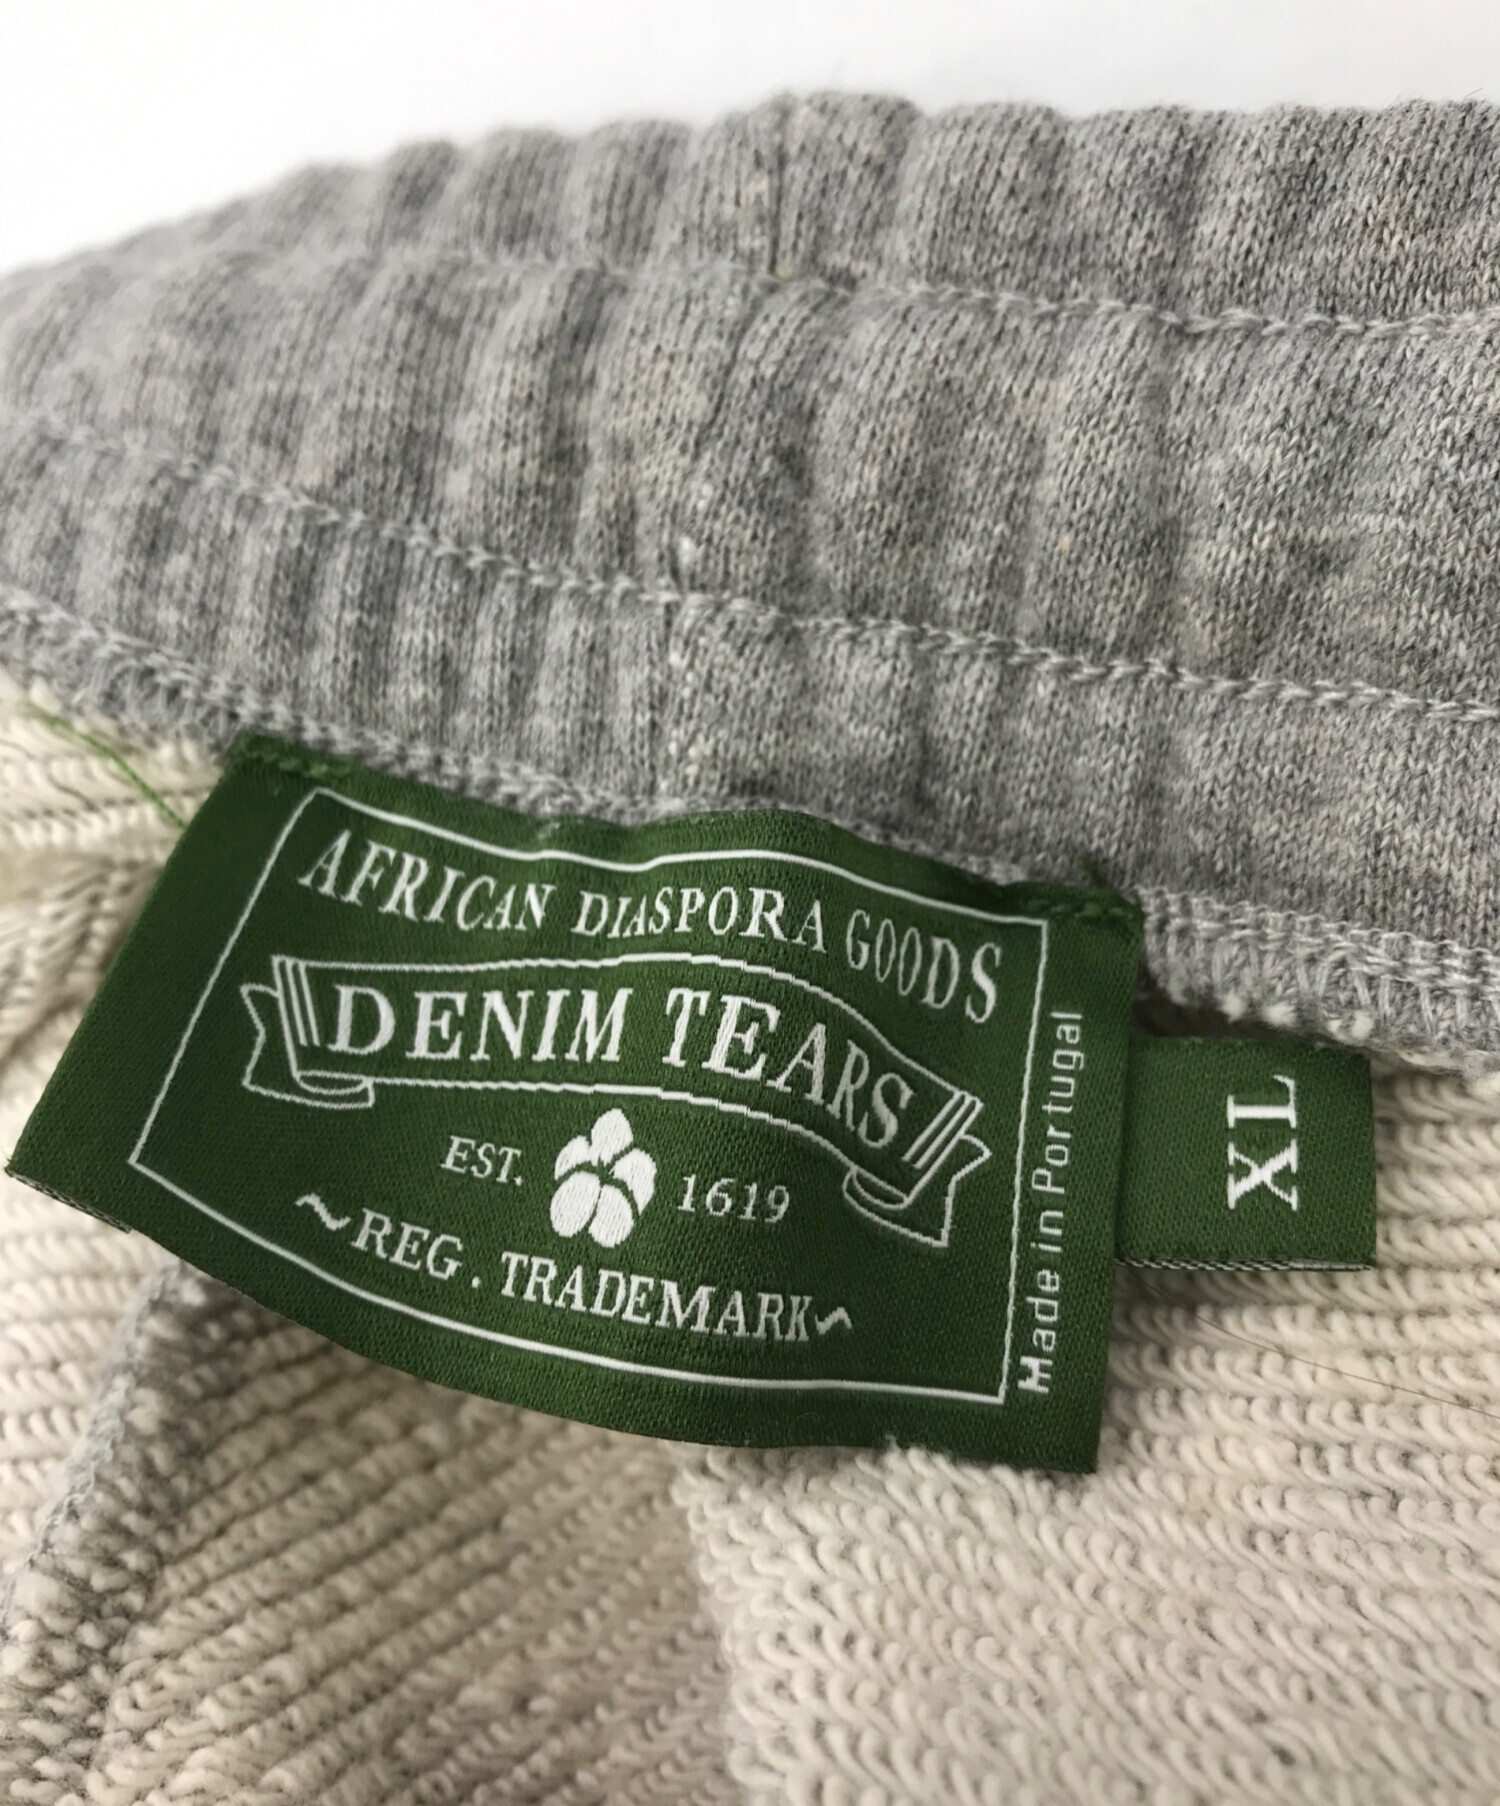 AFRICAN DIASPORA GOODS
DENIM TEARS
EST. 1619
~REG. TRADEMARK~
Made in Portugal
XL